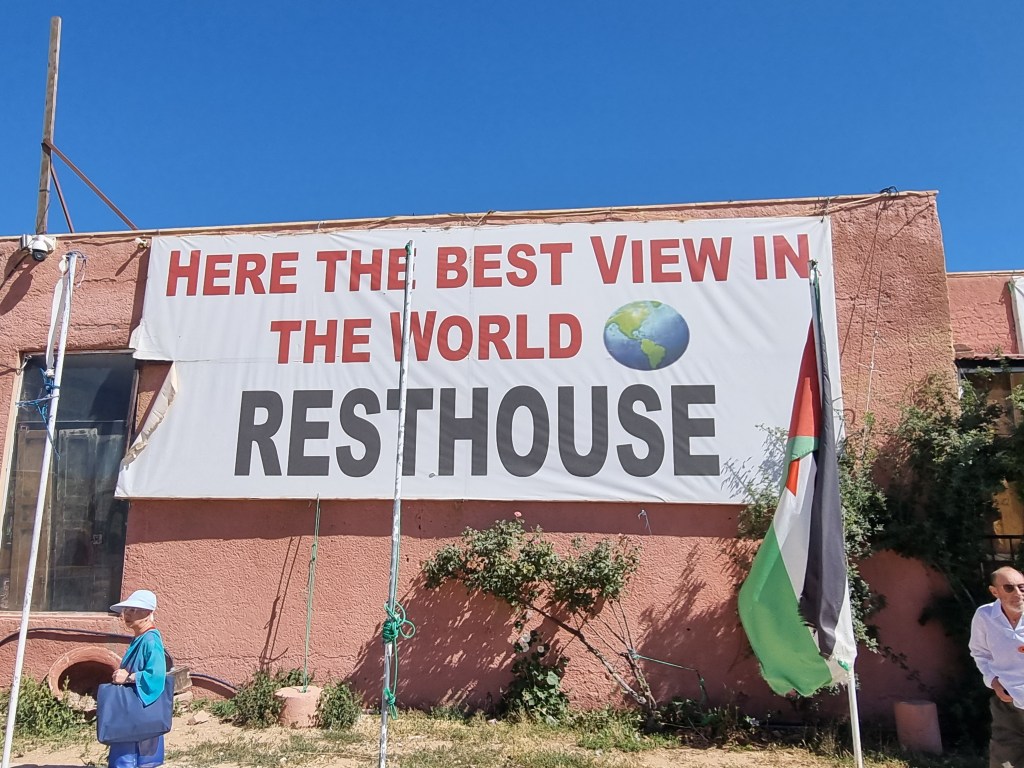 HERE THE BEST VIEW IN
THE WORLD
RESTHOUSE